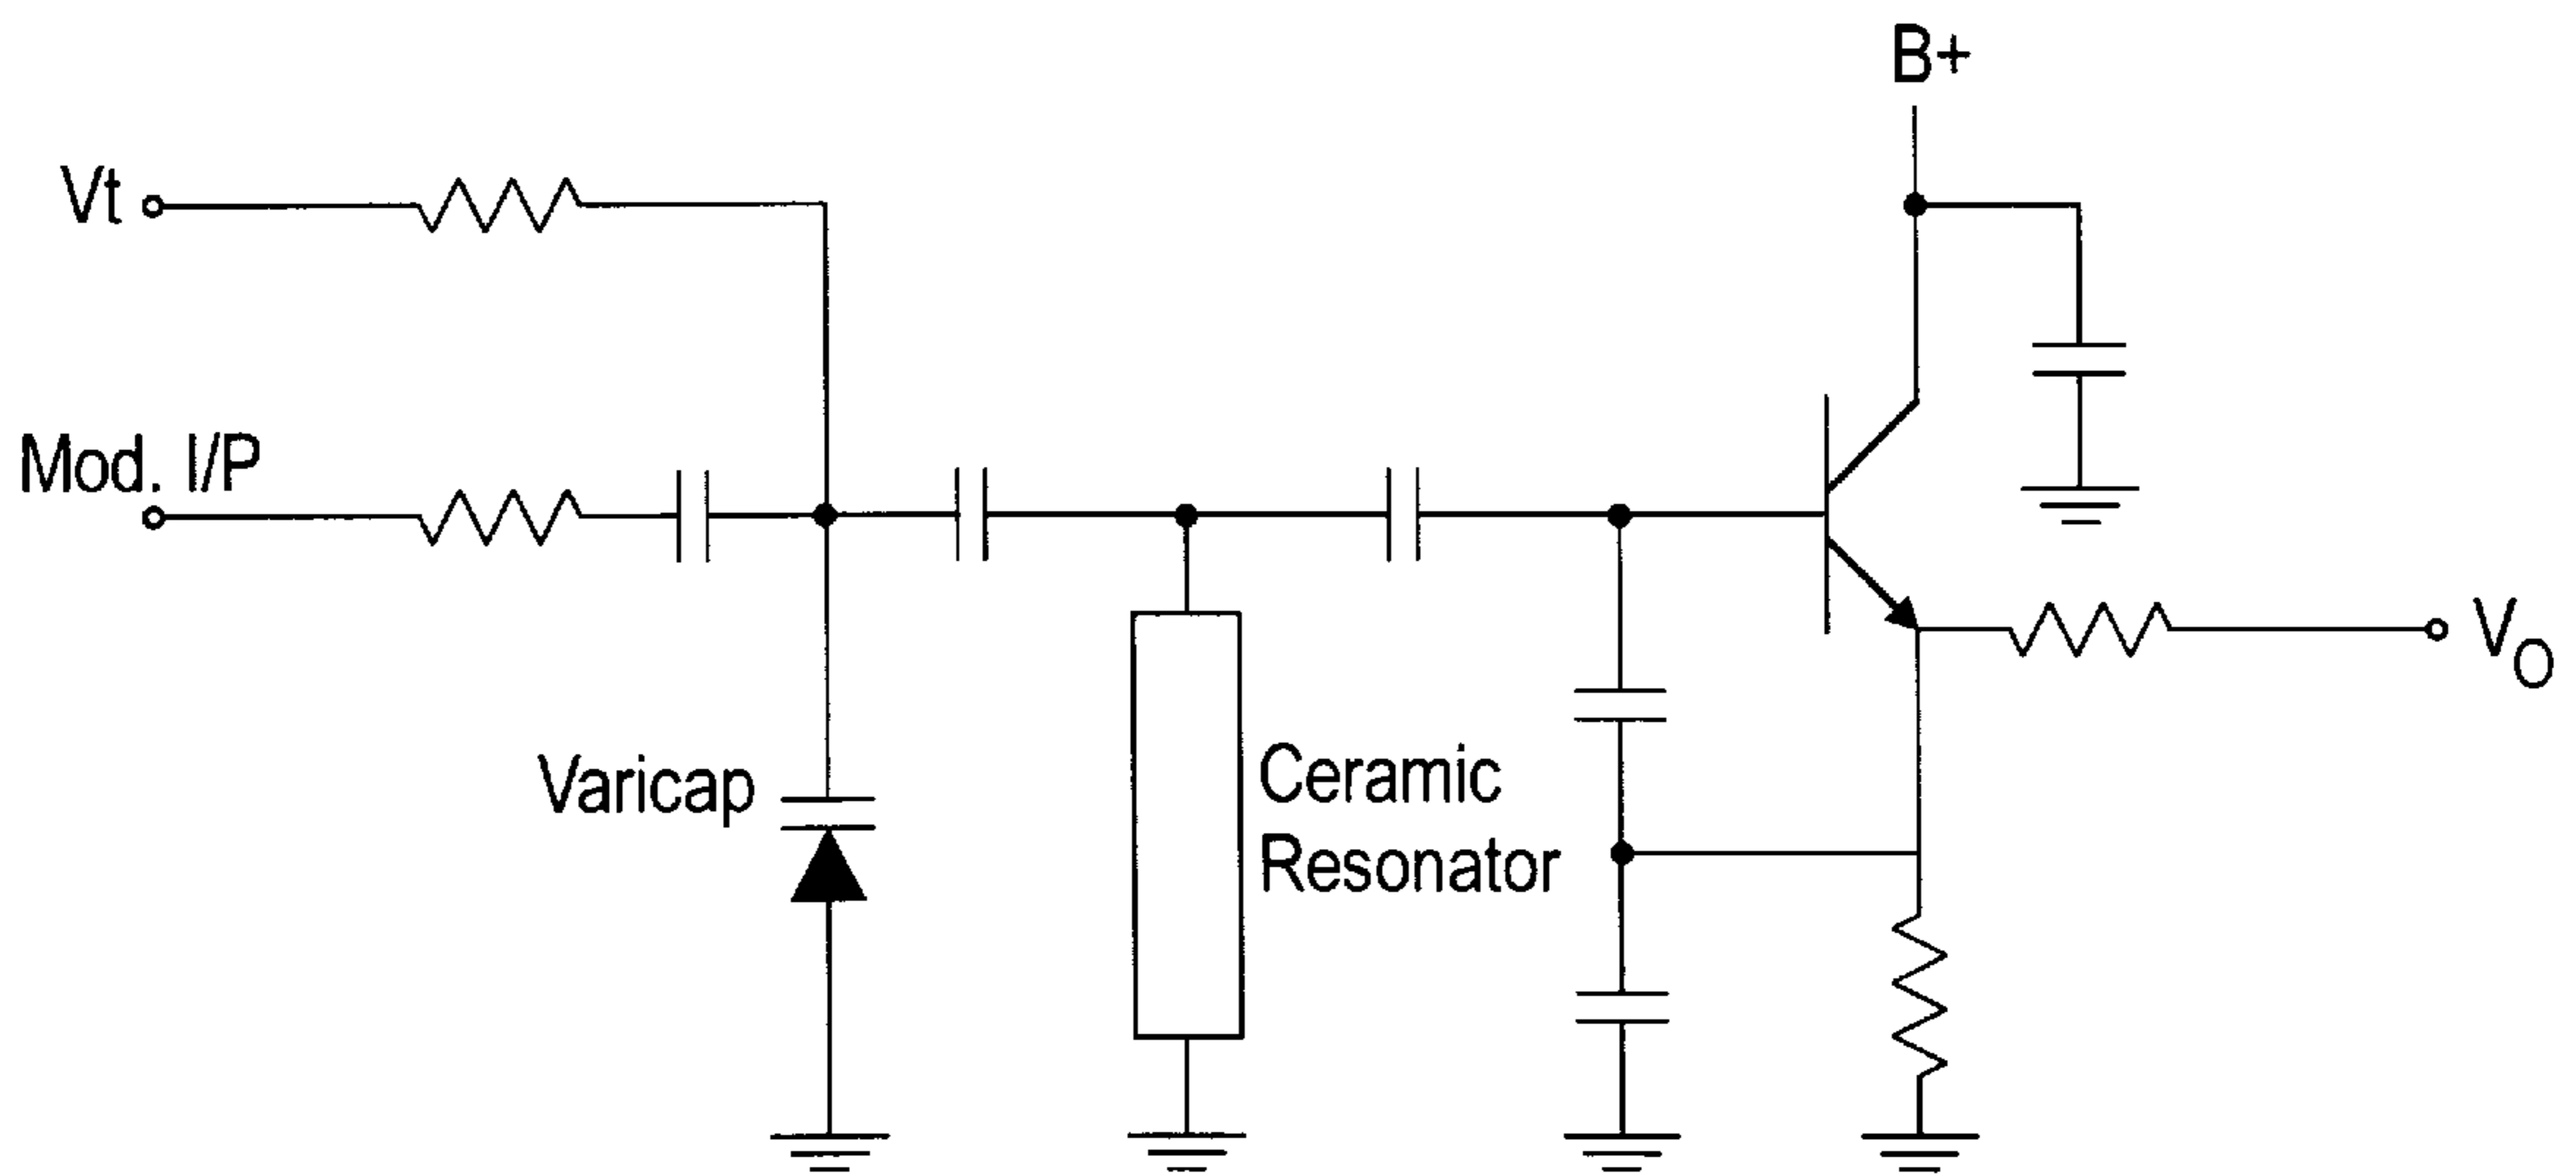 B+
Vt
Mod. I/P
VO
Varicap
Ceramic
Resonator